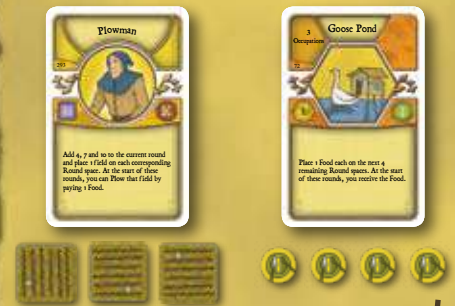 Plowman
293
Add 4, 7 and 10 to the current round
and place 1 field on each corresponding
Round space. At the start of these
rounds, you can Plow that field by
paying 1 Food.
3
Occupations
Goose Pond
72
Place 1 Food each on the next 4
remaining Round spaces. At the start
of these rounds, you receive the Food.